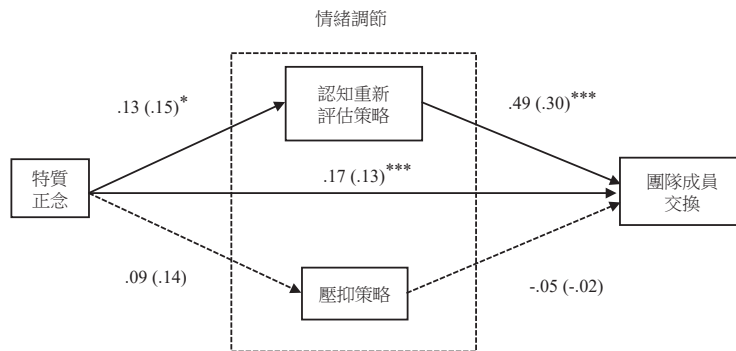 情緒調節
.13 (.15)*
認知重新
評估策略
.49 (.30)***
特質
正念
.17 (.13)***
團隊成員
交換
.09 (.14)
壓抑策略
-.05 (-.02)